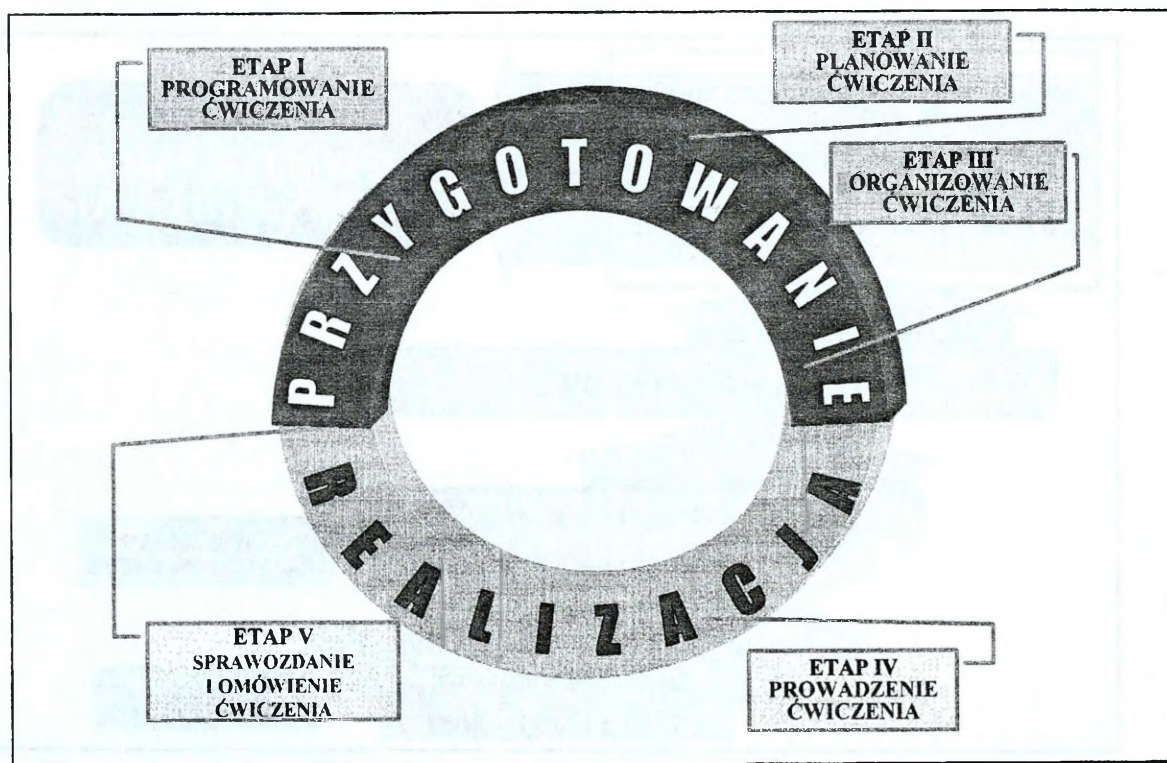 ETAP I
PROGRAMOWANIE
ĆWICZENIA
ETAP II
PLANOWANIE
ĆWICZENIA
ETAP III
ORGANIZOWANIE
ĆWICZENIA
PRZYGOTOWANIE
REALIZACJA
ETAP V
SPRAWOZDANIE
I OMÓWIENIE
ĆWICZENIA
ETAP IV
PROWADZENIE
ĆWICZENIA